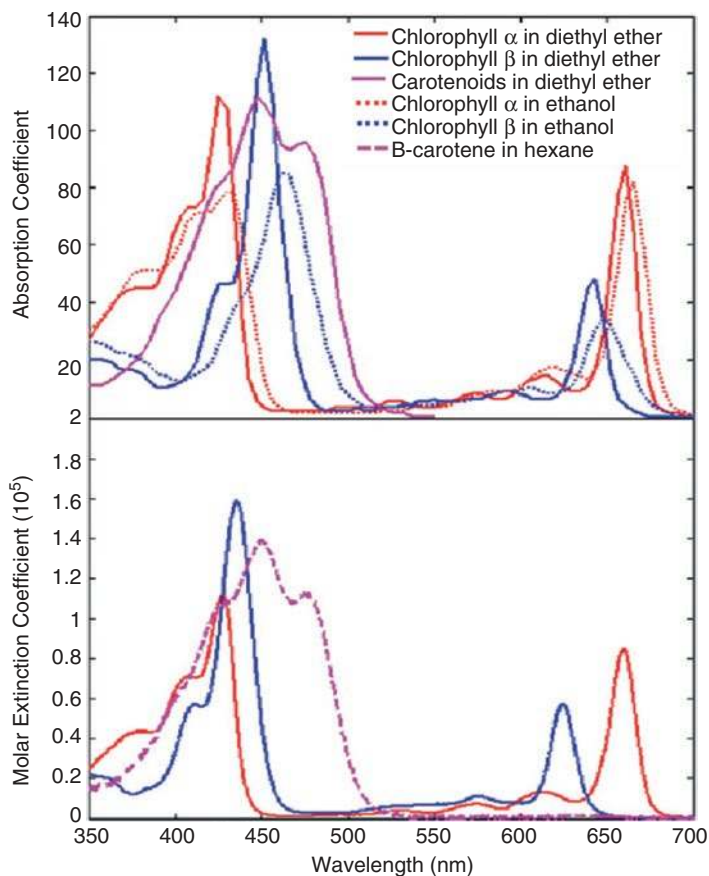 140
120
100
80
60
40
20
2
Absorption Coefficient
Chlorophyll α in diethyl ether
Chlorophyll β in diethyl ether
Carotenoids in diethyl ether
Chlorophyll α in ethanol
Chlorophyll β in ethanol
B-carotene in hexane
1.8
1.6
1.4
1.2
1
0.8
0.6
0.4
0.2
0
Molar Extinction Coefficient (10⁵)
350 400 450 500 550 600 650 700
Wavelength (nm)